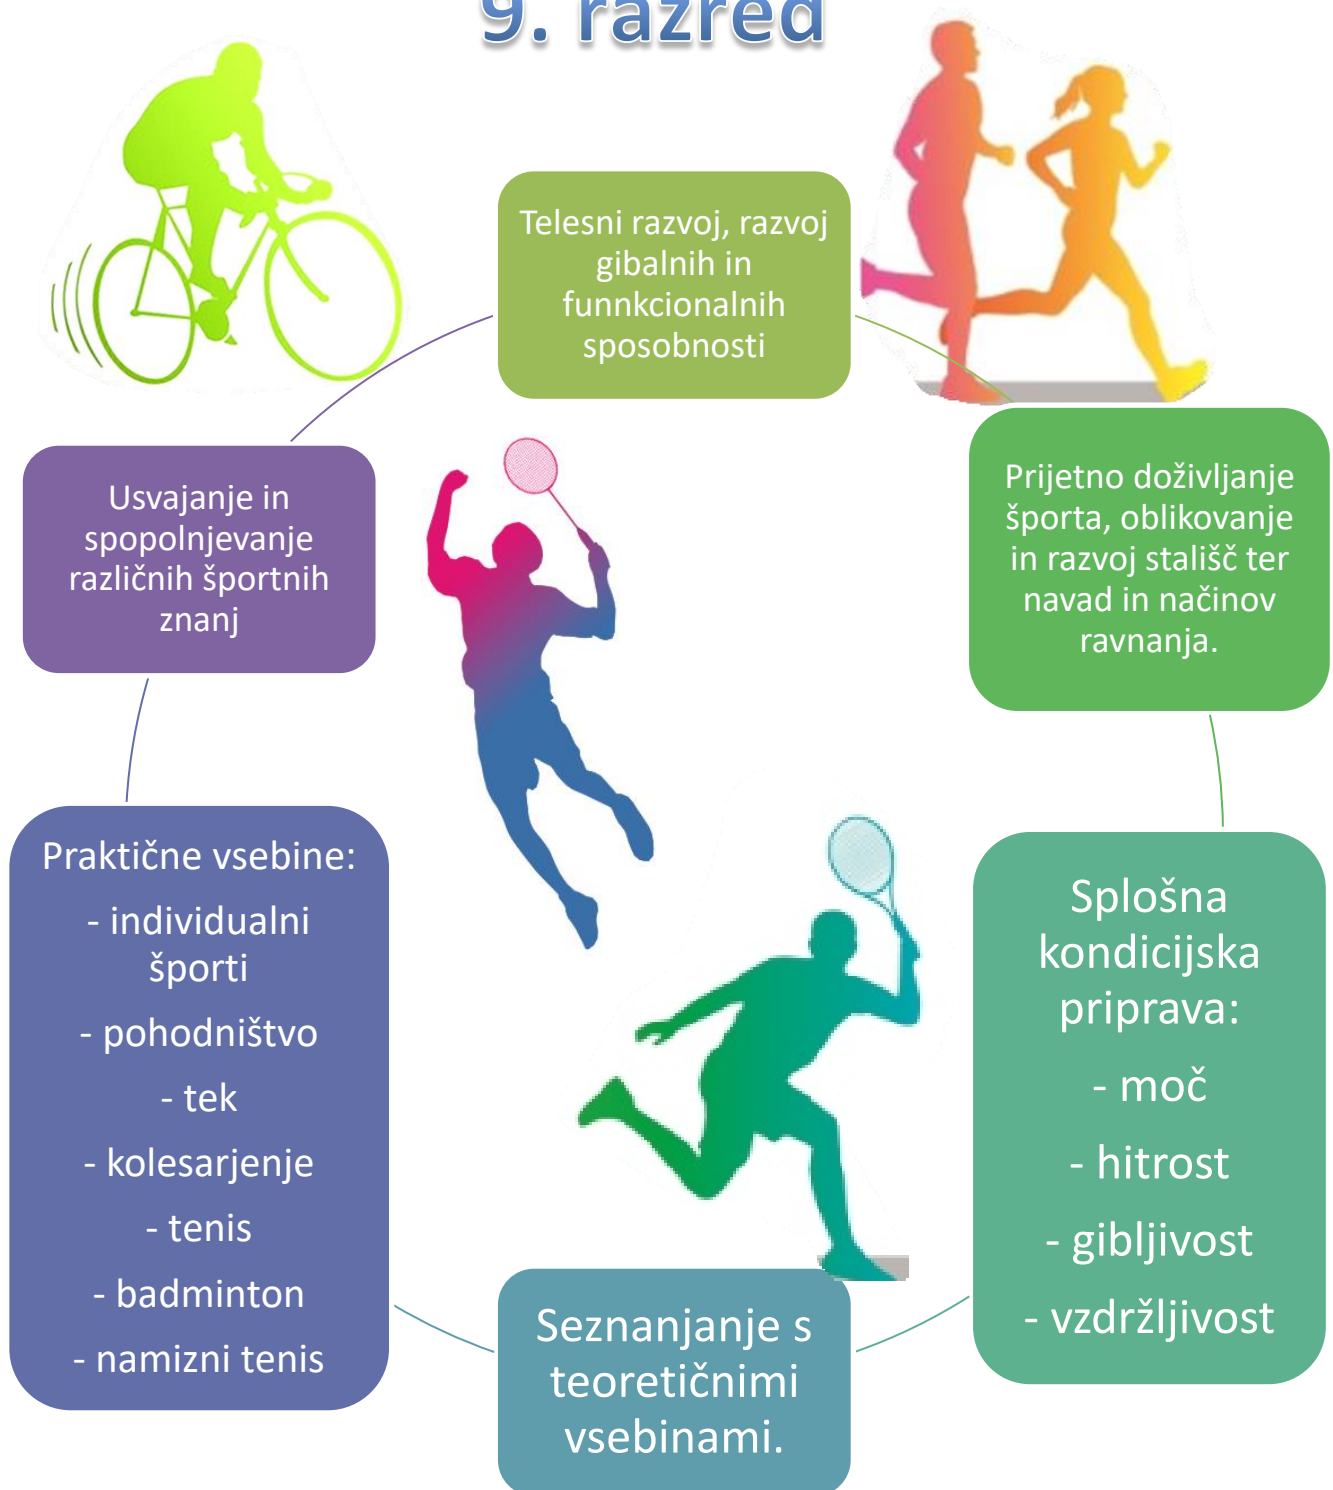 9. razred
Telesni razvoj, razvoj
gibalnih in
funnkcionalnih
sposobnosti
Prijetno doživljanje
športa, oblikovanje
in razvoj stališč ter
navad in načinov
ravnanja.
Usvajanje in
spopolnjevanje
različnih športnih
znanj
Praktične vsebine:
- individualni
športi
- pohodništvo
- tek
- kolesarjenje
- tenis
- badminton
- namizni tenis
Splošna
kondicijska
priprava:
- moč
- hitrost
- gibljivost
- vzdržljivost
Seznanjanje s
teoretičnimi
vsebinami.